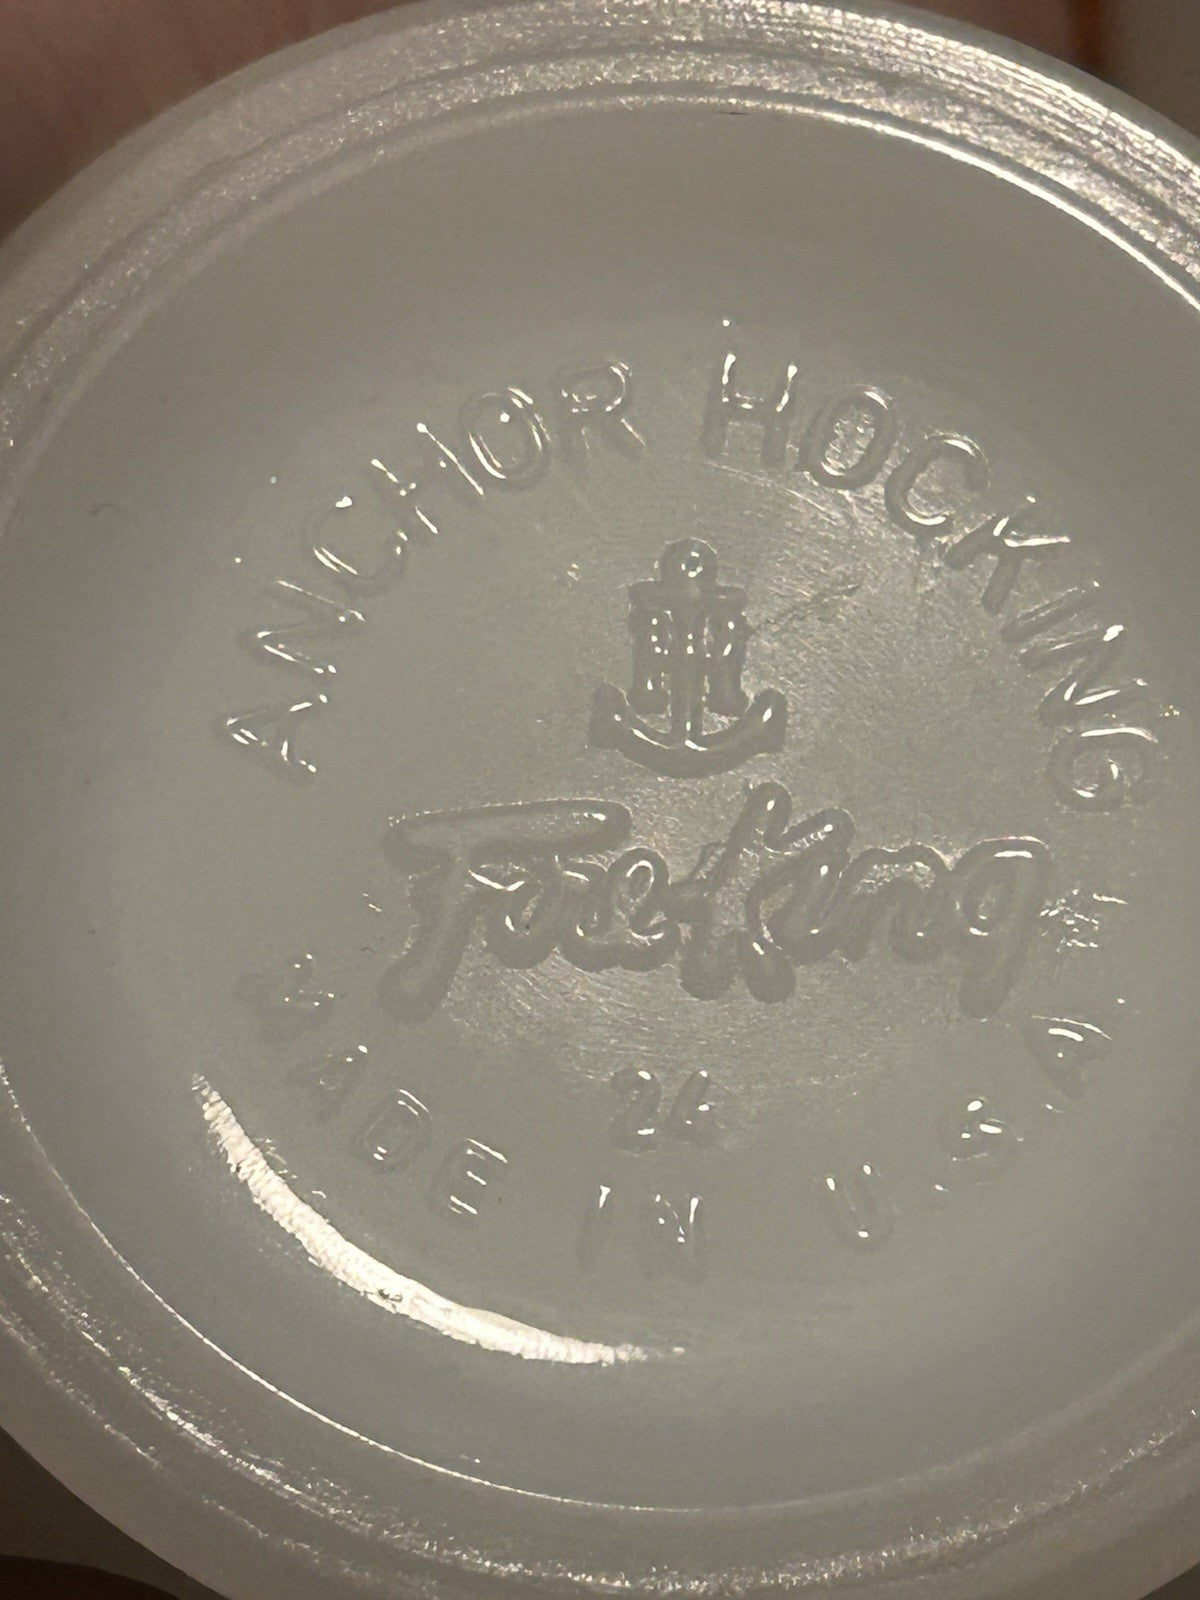 ANCHOR HOCKING
Fire-King
24
MADE IN U.S.A.